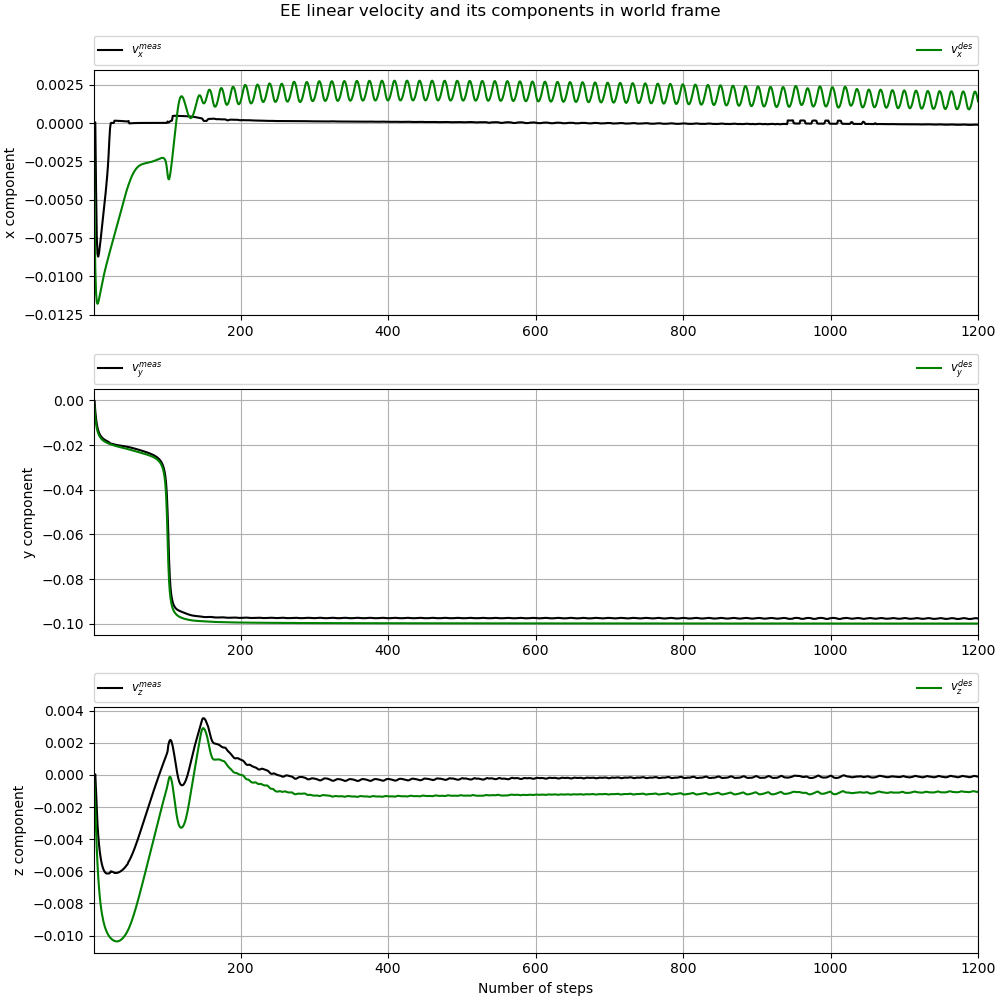 EE linear velocity and its components in world frame
v_x^{meas} v_x^{des}
0.0025
0.0000
−0.0025
−0.0050
−0.0075
−0.0100
−0.0125
x component
200 400 600 800 1000 1200
v_y^{meas} v_y^{des}
0.00
−0.02
−0.04
−0.06
−0.08
−0.10
y component
200 400 600 800 1000 1200
v_z^{meas} v_z^{des}
0.004
0.002
0.000
−0.002
−0.004
−0.006
−0.008
−0.010
z component
200 400 600 800 1000 1200
Number of steps